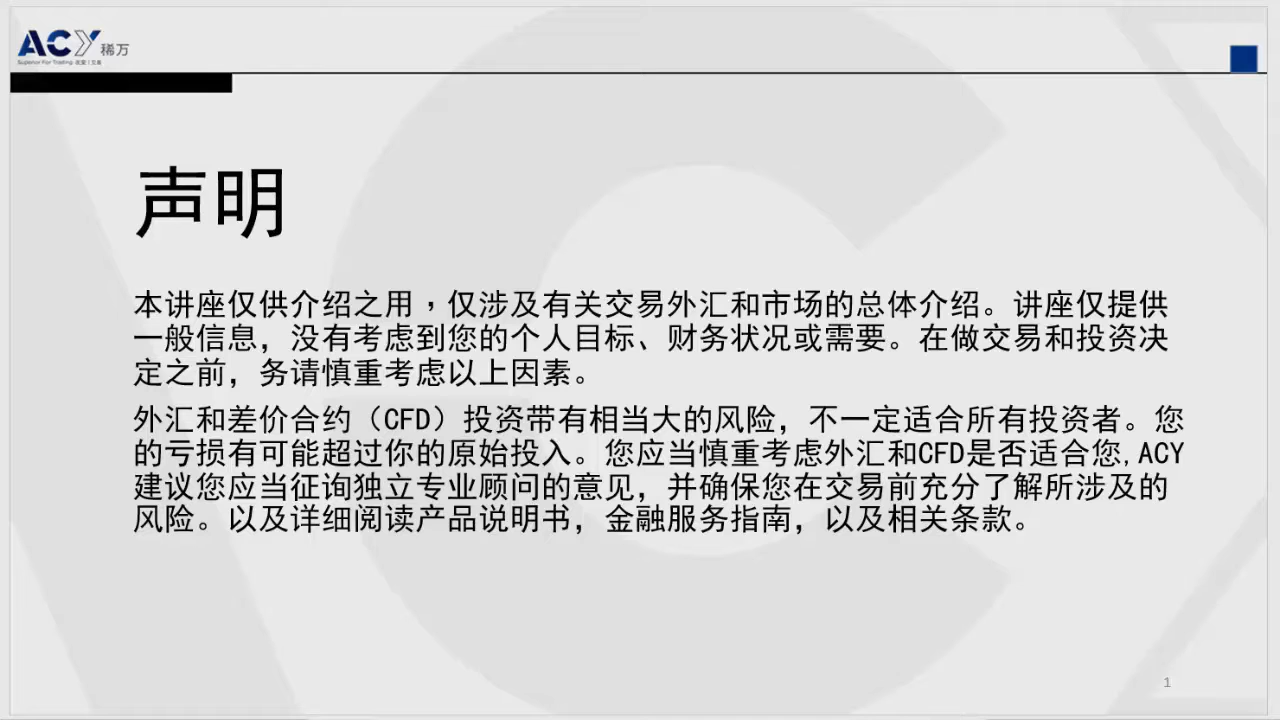 ACY 稀万
Superior For Trading
声明
本讲座仅供介绍之用，仅涉及有关交易外汇和市场的总体介绍。讲座仅提供
一般信息，没有考虑到您的个人目标、财务状况或需要。在做交易和投资决
定之前，务请慎重考虑以上因素。
外汇和差价合约（CFD）投资带有相当大的风险，不一定适合所有投资者。您
的亏损有可能超过你的原始投入。您应当慎重考虑外汇和CFD是否适合您,ACY
建议您应当征询独立专业顾问的意见，并确保您在交易前充分了解所涉及的
风险。以及详细阅读产品说明书，金融服务指南，以及相关条款。
1